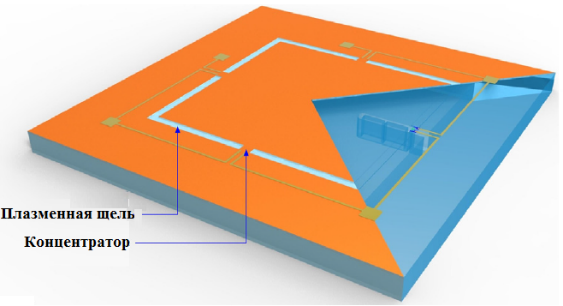 Плазменная щель
Концентратор